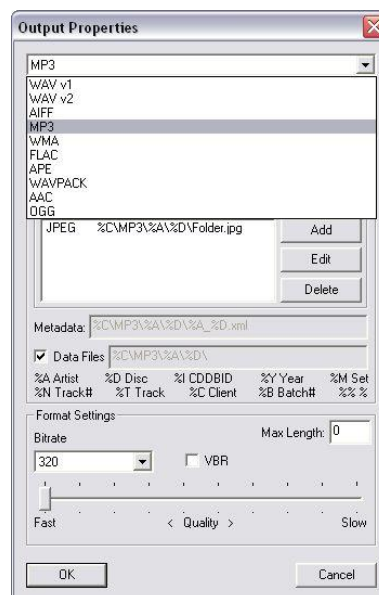 Output Properties
MP3
WAV v1
WAV v2
AIFF
MP3
WMA
FLAC
APE
WAVPACK
AAC
OGG
JPEG %C\MP3\%A\%D\Folder.jpg
Add
Edit
Delete
Metadata: %C\MP3\%A\%D\%A_%D.xml
Data Files %C\MP3\%A\%D\
%A Artist %D Disc %I CDDBID %Y Year %M Set
%N Track# %T Track %C Client %B Batch# %% %
Format Settings
Bitrate Max Length: 0
320 VBR
Fast < Quality > Slow
OK Cancel